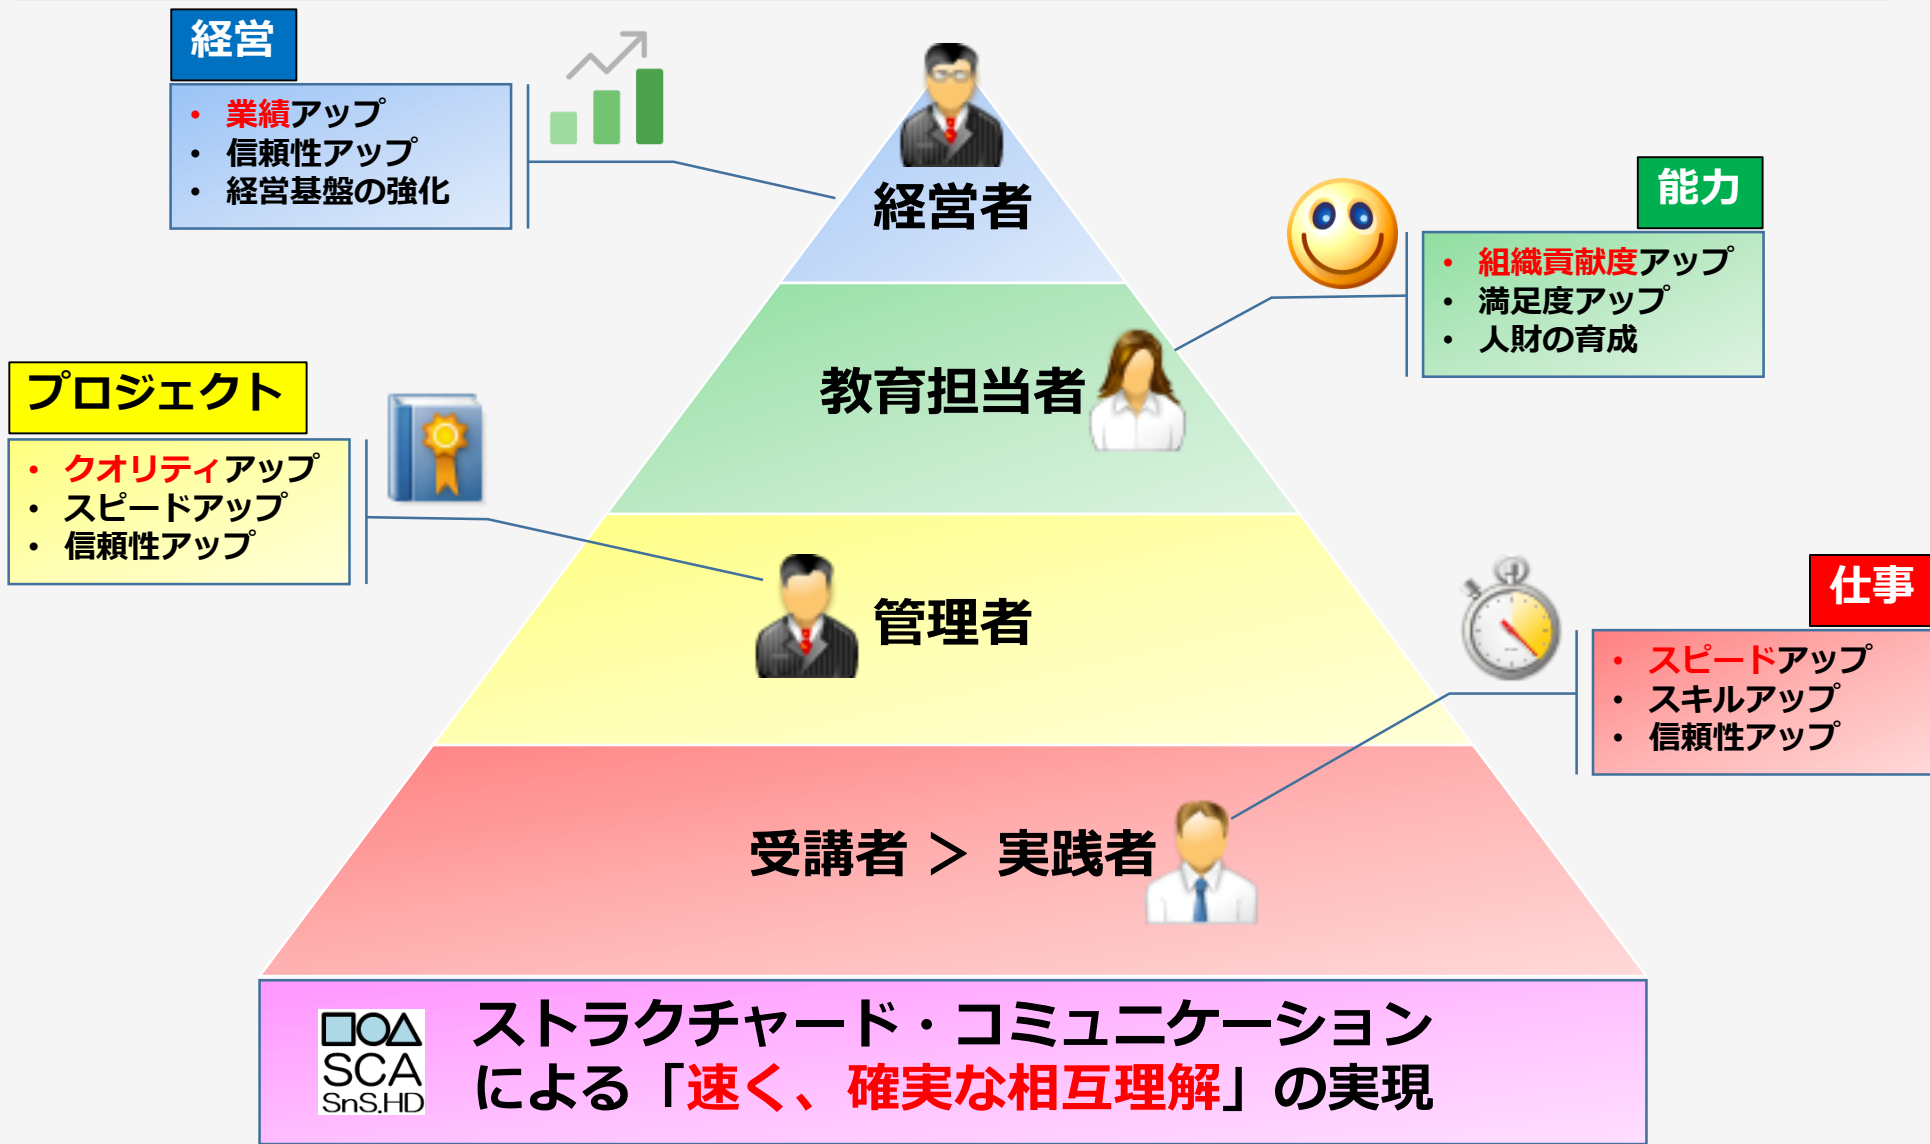 経営
• 業績アップ
• 信頼性アップ
• 経営基盤の強化
経営者
能力
• 組織貢献度アップ
• 満足度アップ
• 人財の育成
教育担当者
プロジェクト
• クオリティアップ
• スピードアップ
• 信頼性アップ
管理者
仕事
• スピードアップ
• スキルアップ
• 信頼性アップ
受講者 ＞ 実践者
SCA
SnS.HD
ストラクチャード・コミュニケーション
による「速く、確実な相互理解」の実現